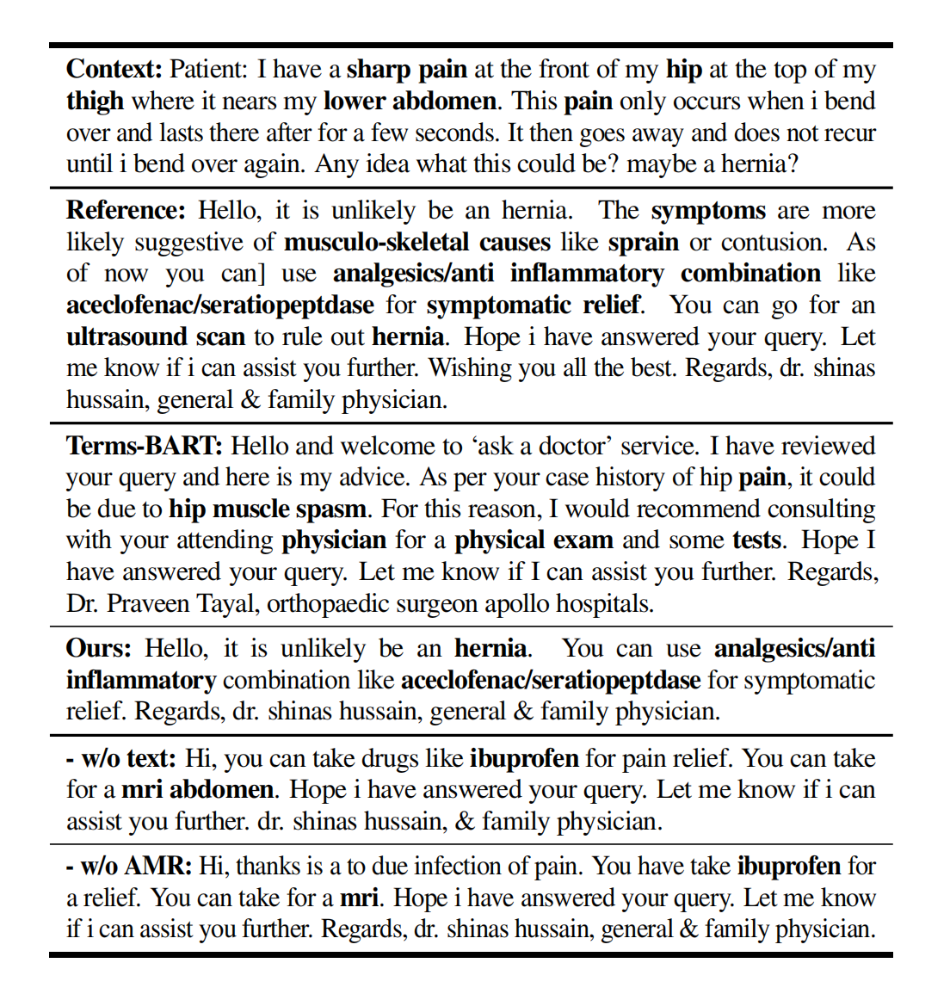 Context: Patient: I have a sharp pain at the front of my hip at the top of my
thigh where it nears my lower abdomen. This pain only occurs when i bend
over and lasts there after for a few seconds. It then goes away and does not recur
until i bend over again. Any idea what this could be? maybe a hernia?
Reference: Hello, it is unlikely be an hernia. The symptoms are more
likely suggestive of musculo-skeletal causes like sprain or contusion. As
of now you can] use analgesics/anti inflammatory combination like
aceclofenac/seratiopeptdase for symptomatic relief. You can go for an
ultrasound scan to rule out hernia. Hope i have answered your query. Let
me know if i can assist you further. Wishing you all the best. Regards, dr. shinas
hussain, general & family physician.
Terms-BART: Hello and welcome to ‘ask a doctor’ service. I have reviewed
your query and here is my advice. As per your case history of hip pain, it could
be due to hip muscle spasm. For this reason, I would recommend consulting
with your attending physician for a physical exam and some tests. Hope I
have answered your query. Let me know if I can assist you further. Regards,
Dr. Praveen Tayal, orthopaedic surgeon apollo hospitals.
Ours: Hello, it is unlikely be an hernia. You can use analgesics/anti
inflammatory combination like aceclofenac/seratiopeptdase for symptomatic
relief. Regards, dr. shinas hussain, general & family physician.
- w/o text: Hi, you can take drugs like ibuprofen for pain relief. You can take
for a mri abdomen. Hope i have answered your query. Let me know if i can
assist you further. dr. shinas hussain, & family physician.
- w/o AMR: Hi, thanks is a to due infection of pain. You have take ibuprofen for
a relief. You can take for a mri. Hope i have answered your query. Let me know
if i can assist you further. Regards, dr. shinas hussain, general & family physician.